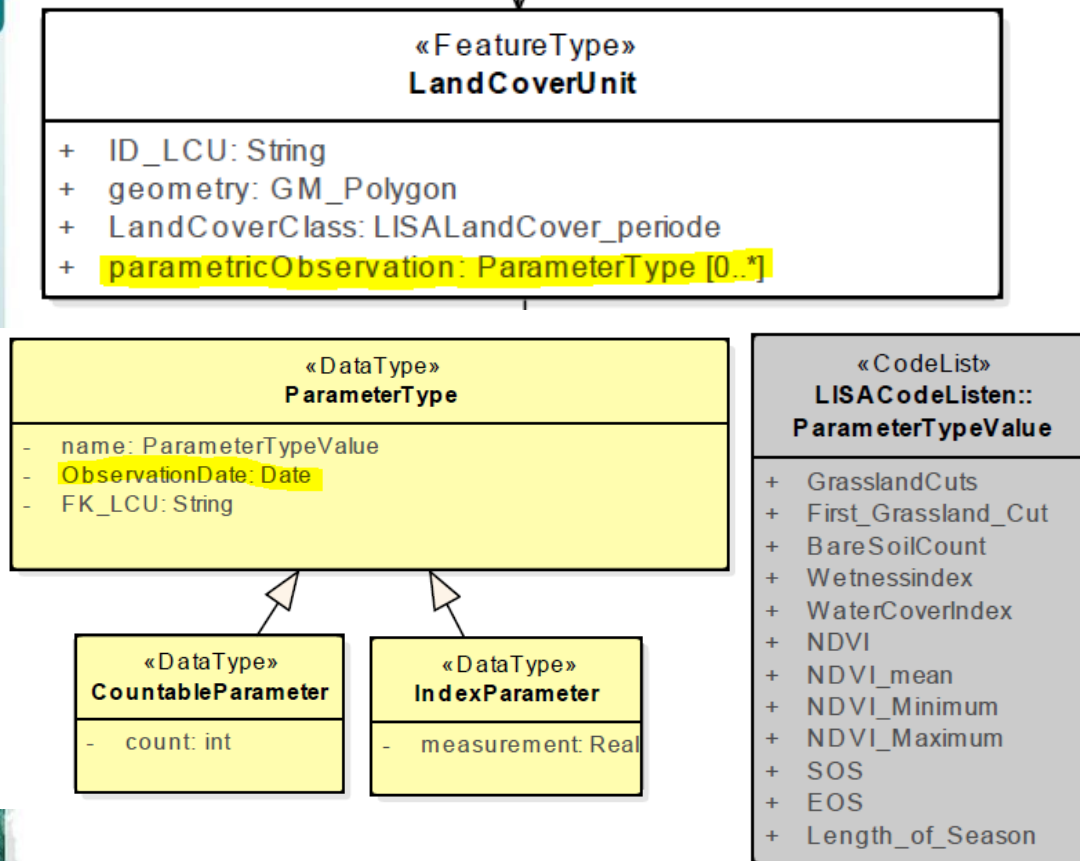 «FeatureType»
LandCoverUnit
+ ID_LCU: String
+ geometry: GM_Polygon
+ LandCoverClass: LISALandCover_periode
+ parametricObservation: ParameterType [0..*]
«DataType»
ParameterType
- name: ParameterTypeValue
- ObservationDate: Date
- FK_LCU: String
«DataType»
CountableParameter
- count: int
«DataType»
IndexParameter
- measurement: Real
«CodeList»
LISACodeListen::
ParameterTypeValue
+ GrasslandCuts
+ First_Grassland_Cut
+ BareSoilCount
+ Wetnessindex
+ WaterCoverIndex
+ NDVI
+ NDVI_mean
+ NDVI_Minimum
+ NDVI_Maximum
+ SOS
+ EOS
+ Length_of_Season